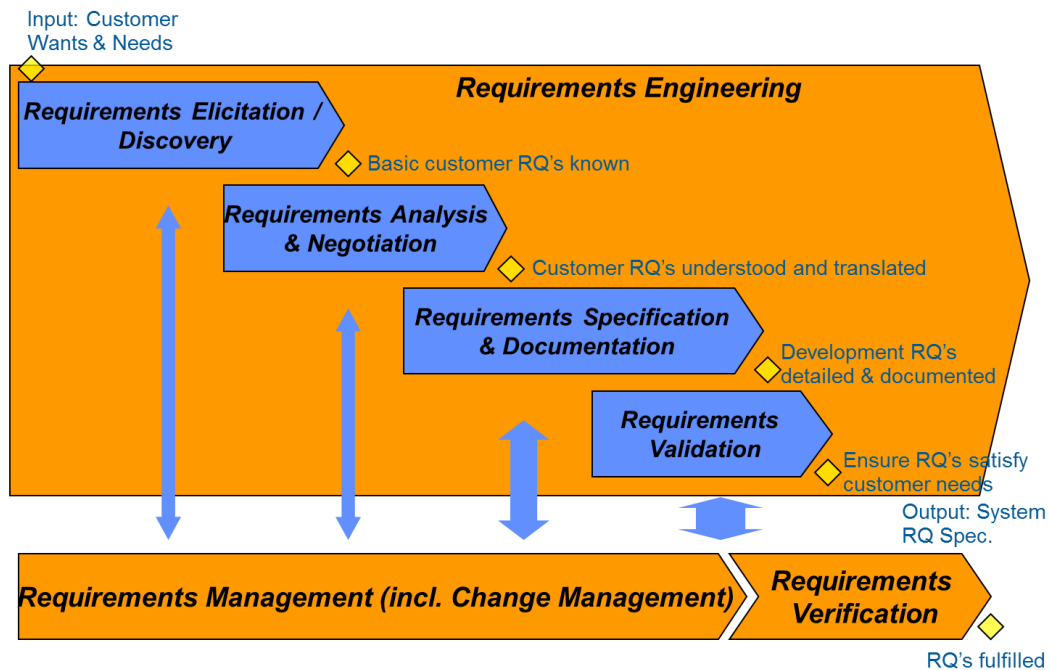 Input: Customer
Wants & Needs
Requirements Engineering
Requirements Elicitation /
Discovery
Basic customer RQ's known
Requirements Analysis
& Negotiation
Customer RQ's understood and translated
Requirements Specification
& Documentation
Development RQ's
detailed & documented
Requirements
Validation
Ensure RQ's satisfy
customer needs
Output: System
RQ Spec.
Requirements Management (incl. Change Management)
Requirements
Verification
RQ's fulfilled